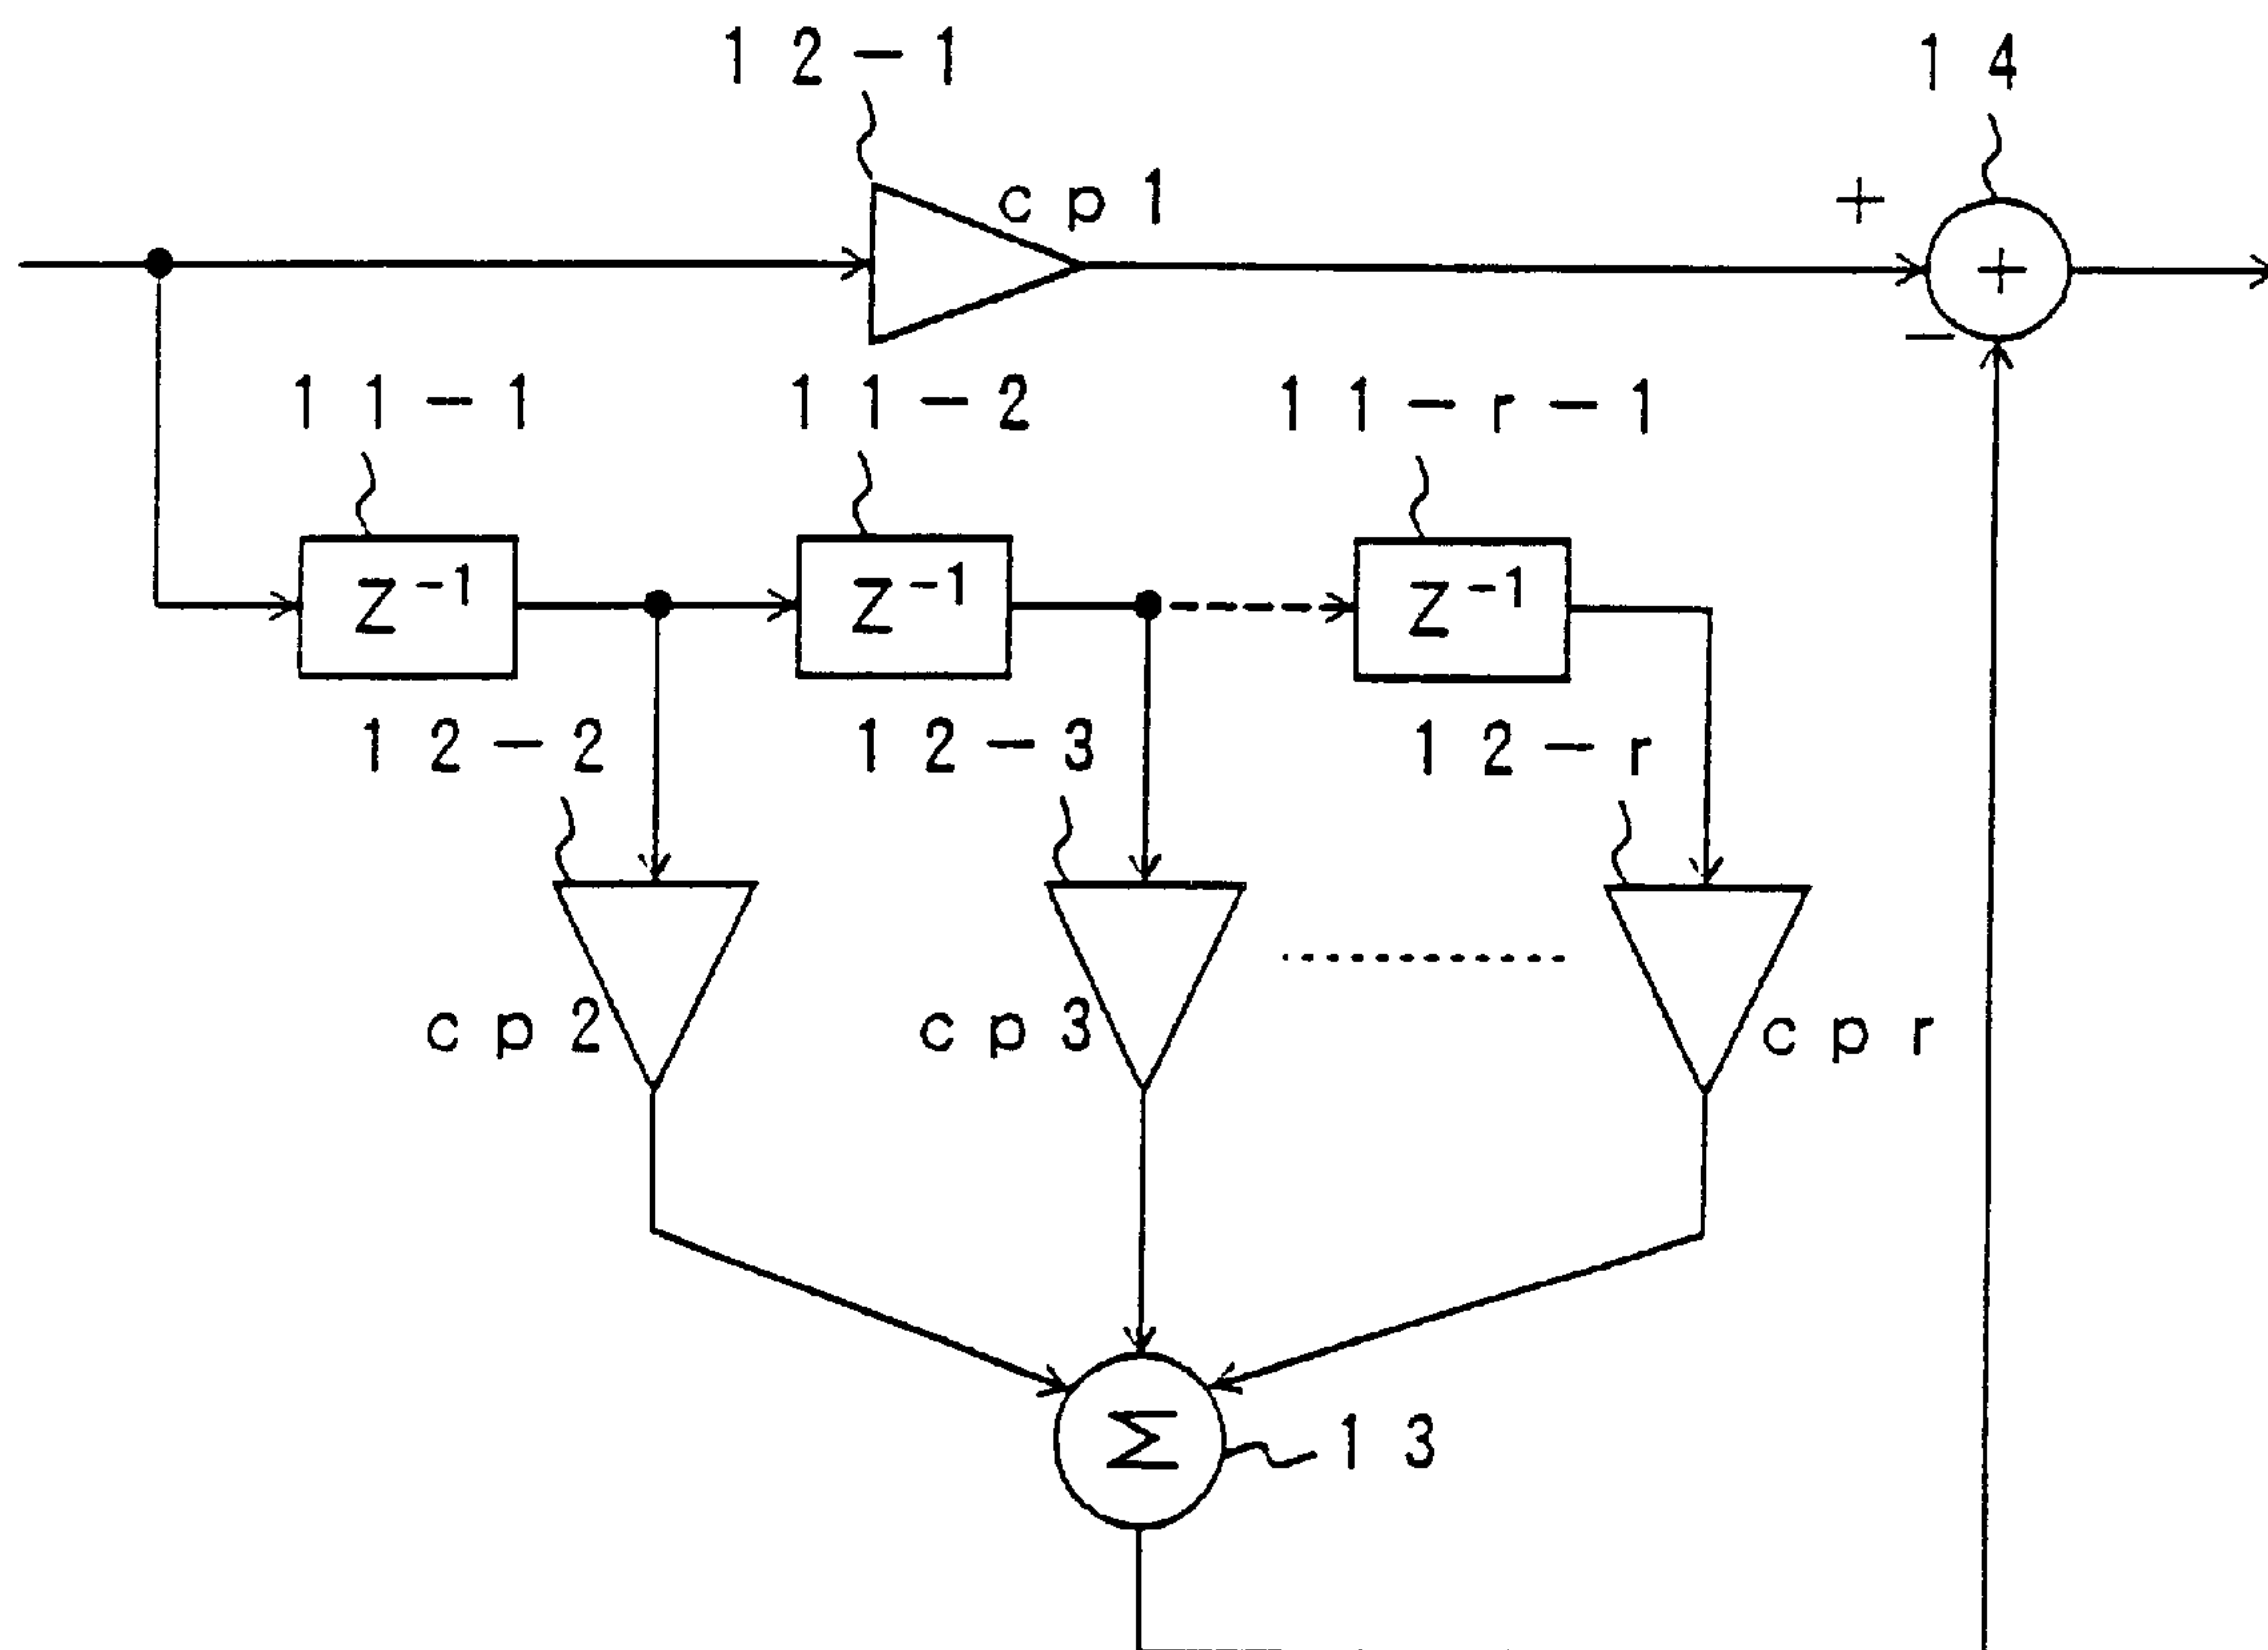 12-1
14
cp1
+
+
−
11-1
11-2
11-r-1
Z⁻¹
Z⁻¹
Z⁻¹
12-2
12-3
12-r
cp2
cp3
cpr
Σ
13